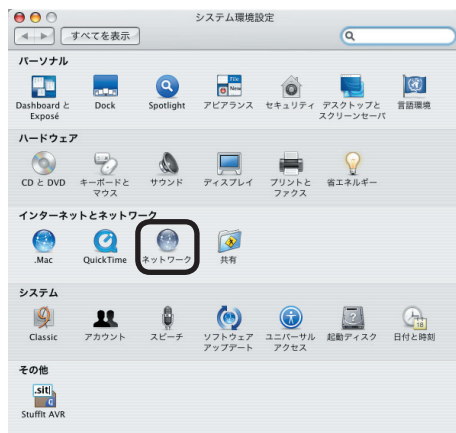 システム環境設定
すべてを表示
パーソナル
Dashboard と
Exposé
Dock
Spotlight
アピアランス
セキュリティ
デスクトップと
スクリーンセーバ
言語環境
ハードウェア
CD と DVD
キーボードと
マウス
サウンド
ディスプレイ
プリントと
ファクス
省エネルギー
インターネットとネットワーク
.Mac
QuickTime
ネットワーク
共有
システム
Classic
アカウント
スピーチ
ソフトウェア
アップデート
ユニバーサル
アクセス
起動ディスク
日付と時刻
18
その他
.sit
StuffIt AVR